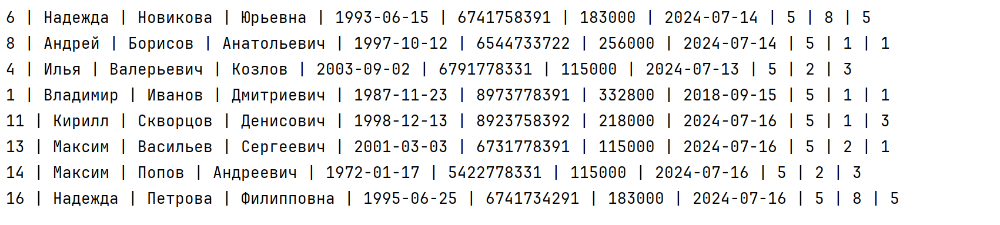 6 | Надежда | Новикова | Юрьевна | 1993-06-15 | 6741758391 | 183000 | 2024-07-14 | 5 | 8 | 5
8 | Андрей | Борисов | Анатольевич | 1997-10-12 | 6544733722 | 256000 | 2024-07-14 | 5 | 1 | 1
4 | Илья | Валерьевич | Козлов | 2003-09-02 | 6791778331 | 115000 | 2024-07-13 | 5 | 2 | 3
1 | Владимир | Иванов | Дмитриевич | 1987-11-23 | 8973778391 | 332800 | 2018-09-15 | 5 | 1 | 1
11 | Кирилл | Скворцов | Денисович | 1998-12-13 | 8923758392 | 218000 | 2024-07-16 | 5 | 1 | 3
13 | Максим | Васильев | Сергеевич | 2001-03-03 | 6731778391 | 115000 | 2024-07-16 | 5 | 2 | 1
14 | Максим | Попов | Андреевич | 1972-01-17 | 5422778331 | 115000 | 2024-07-16 | 5 | 2 | 3
16 | Надежда | Петрова | Филипповна | 1995-06-25 | 6741734291 | 183000 | 2024-07-16 | 5 | 8 | 5